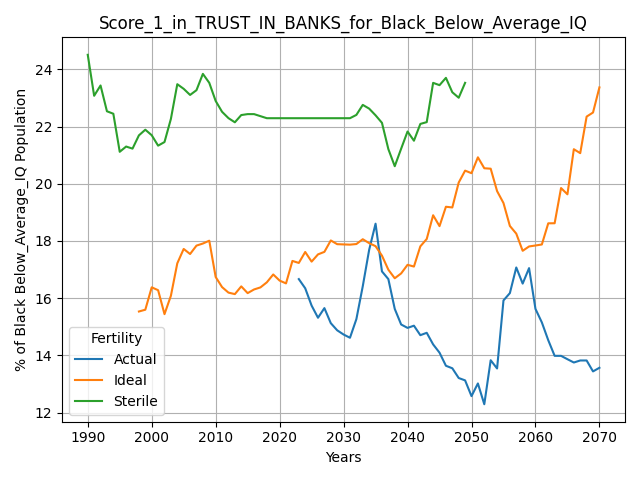 Score_1_in_TRUST_IN_BANKS_for_Black_Below_Average_IQ
% of Black Below_Average_IQ Population
24
22
20
18
16
14
12
Fertility
Actual
Ideal
Sterile
1990 2000 2010 2020 2030 2040 2050 2060 2070
Years